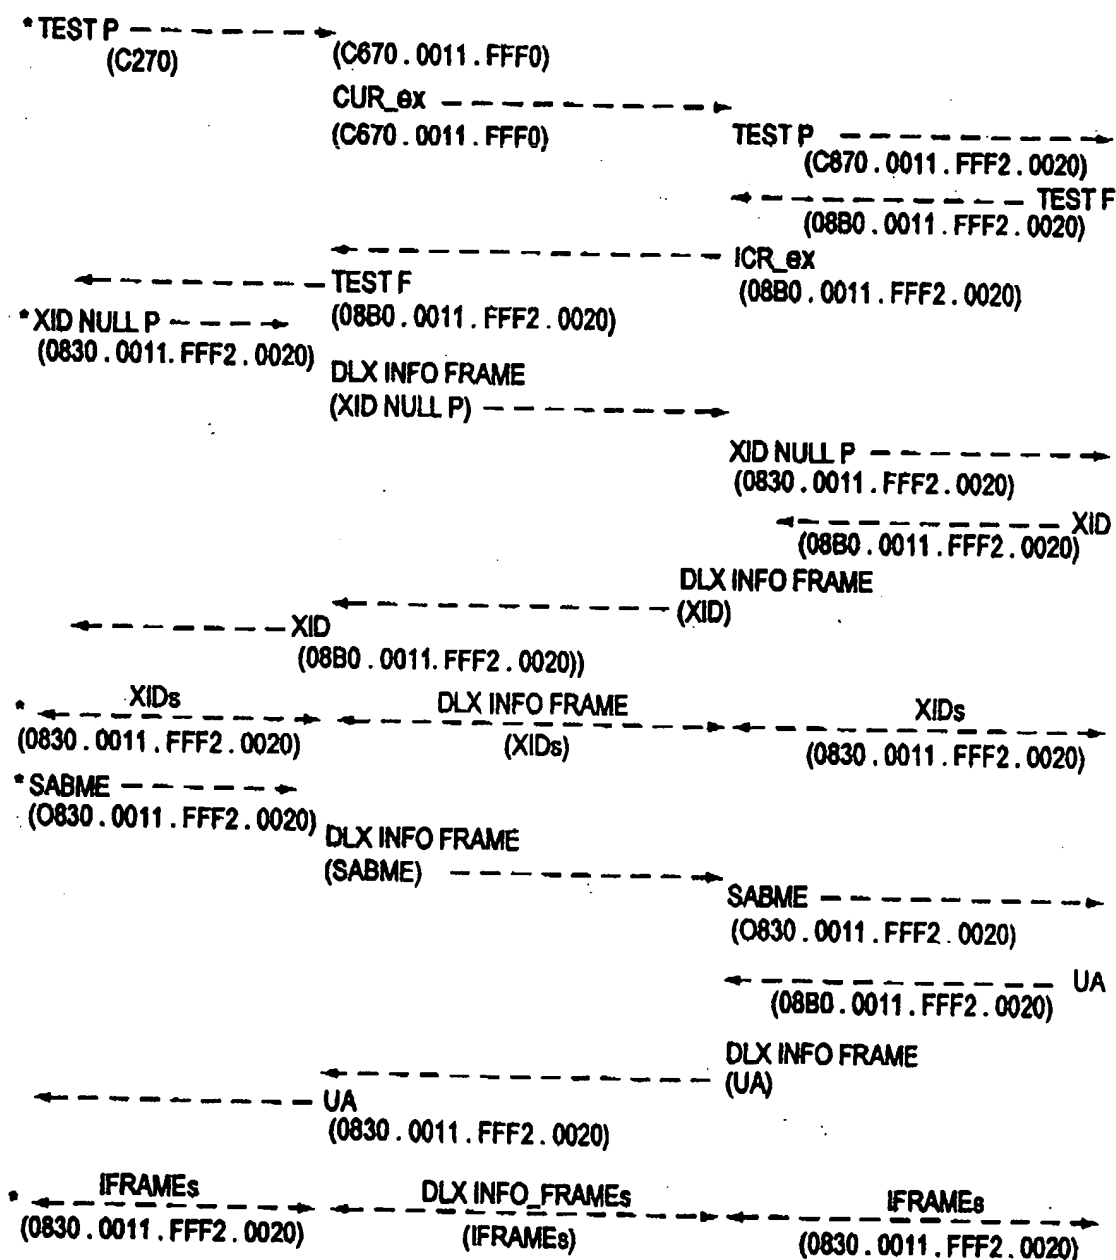 * TEST P
(C270)
(C670.0011.FFF0)
CUR_ex
(C670.0011.FFF0)
TEST P
(C870.0011.FFF2.0020)
TEST F
(08B0.0011.FFF2.0020)
ICR_ex
(08B0.0011.FFF2.0020)
TEST F
(08B0.0011.FFF2.0020)
* XID NULL P
(0830.0011.FFF2.0020)
DLX INFO FRAME
(XID NULL P)
XID NULL P
(0830.0011.FFF2.0020)
XID
(08B0.0011.FFF2.0020)
DLX INFO FRAME
(XID)
XID
(08B0.0011.FFF2.0020))
* XIDs DLX INFO FRAME XIDs
(0830.0011.FFF2.0020) (XIDs) (0830.0011.FFF2.0020)
* SABME
(O830.0011.FFF2.0020)
DLX INFO FRAME
(SABME)
SABME
(O830.0011.FFF2.0020)
UA
(08B0.0011.FFF2.0020)
DLX INFO FRAME
(UA)
UA
(0830.0011.FFF2.0020)
* IFRAMEs DLX INFO_FRAMEs IFRAMEs
(0830.0011.FFF2.0020) (IFRAMEs) (0830.0011.FFF2.0020)